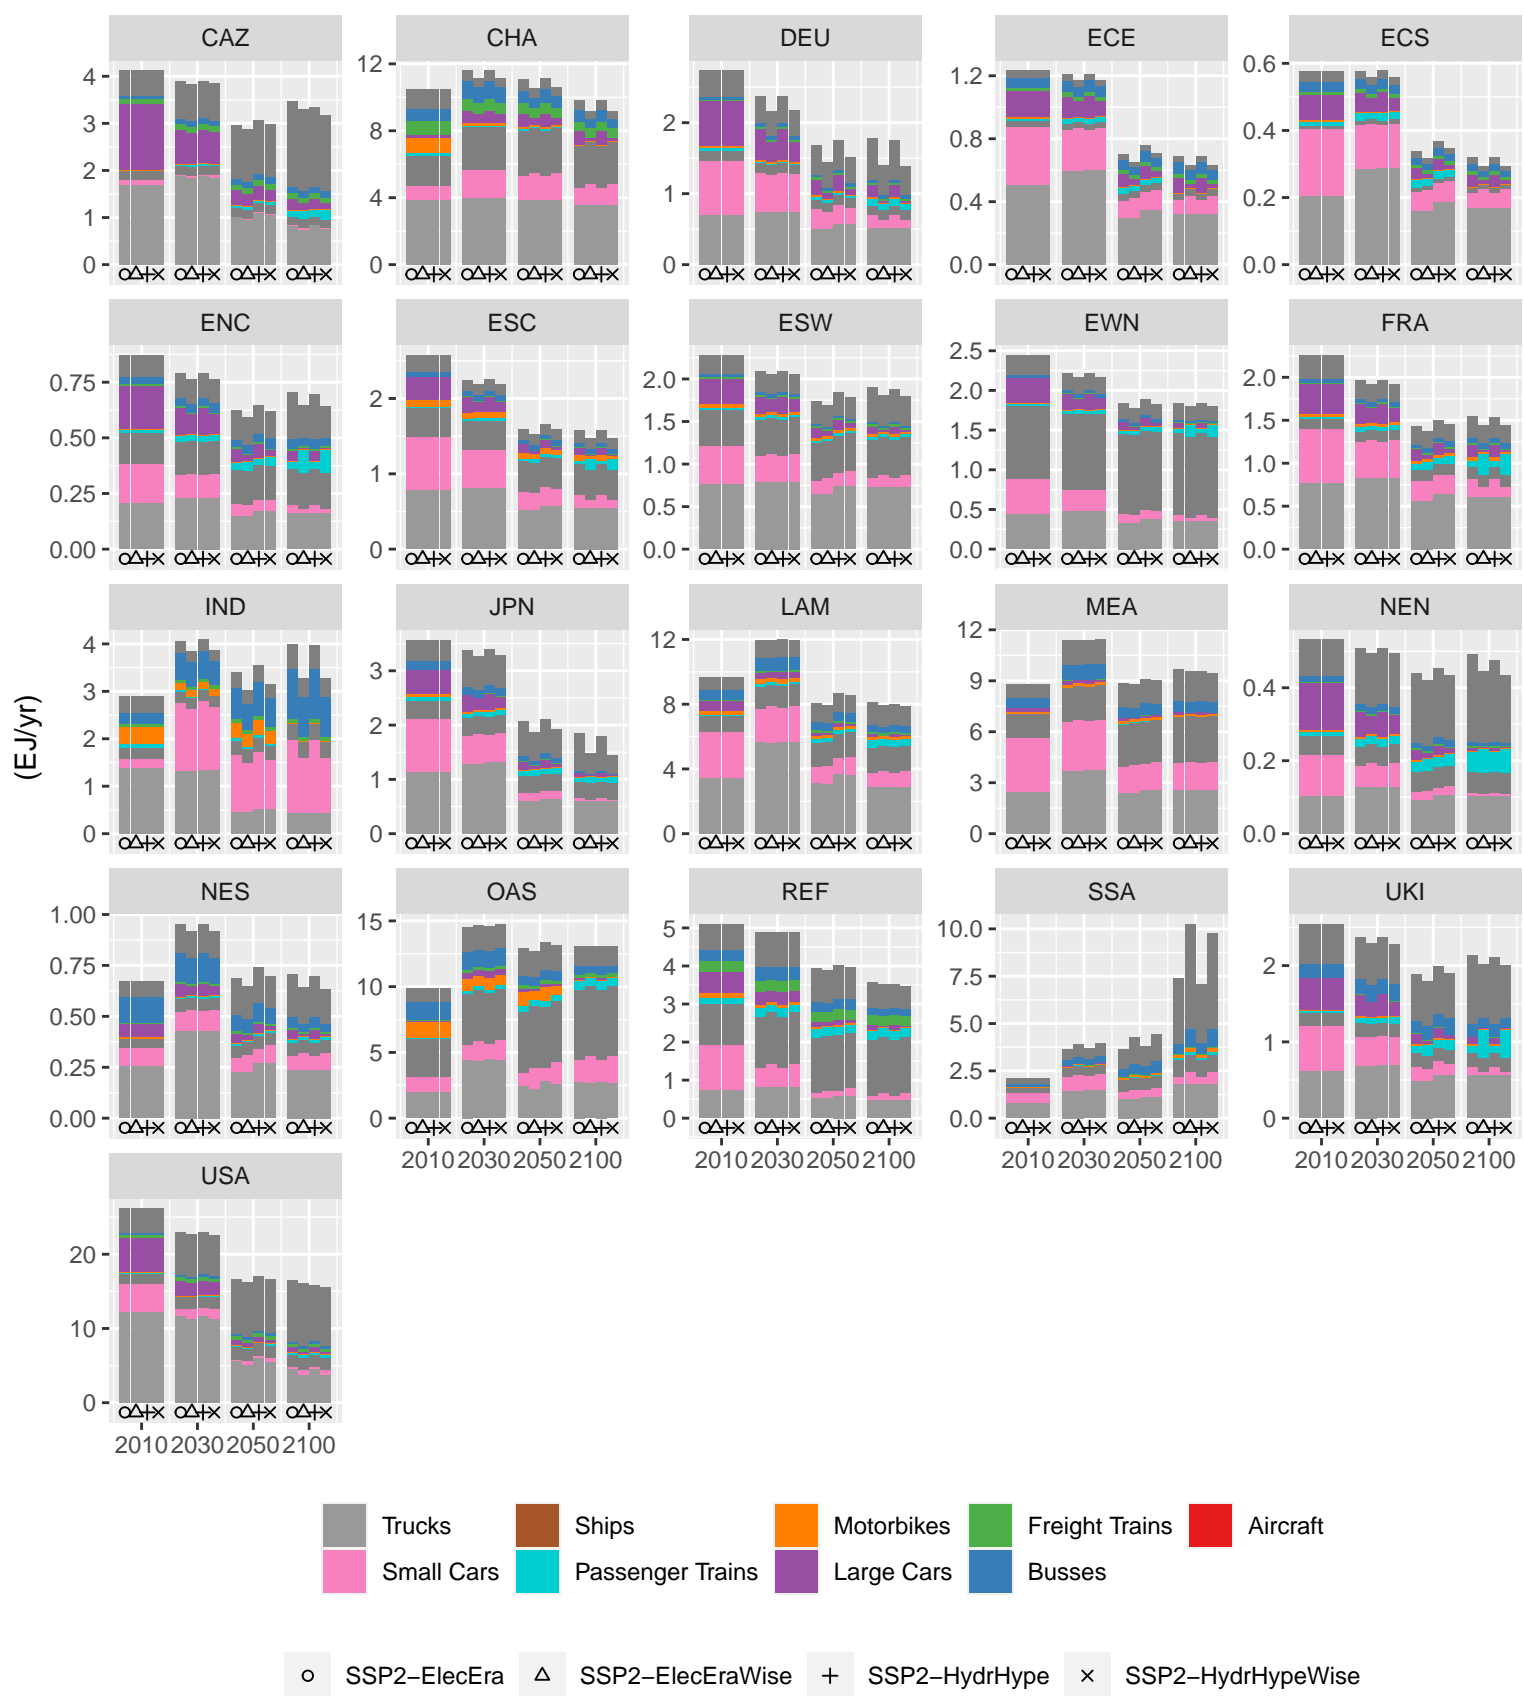 CAZ CHA DEU ECE ECS
4 3 2 1 0
12 8 4 0
2 1 0
1.2 0.8 0.4 0.0
0.6 0.4 0.2 0.0
ENC ESC ESW EWN FRA
0.75 0.50 0.25 0.00
2 1 0
2.0 1.5 1.0 0.5 0.0
2.5 2.0 1.5 1.0 0.5 0.0
2.0 1.5 1.0 0.5 0.0
IND JPN LAM MEA NEN
4 3 2 1 0
3 2 1 0
12 8 4 0
12 9 6 3 0
0.4 0.2 0.0
(EJ/yr)
NES OAS REF SSA UKI
1.00 0.75 0.50 0.25 0.00
15 10 5 0
5 4 3 2 1 0
10.0 7.5 5.0 2.5 0.0
2 1 0
2010 2030 2050 2100 2010 2030 2050 2100 2010 2030 2050 2100 2010 2030 2050 2100
USA
20 10 0
2010 2030 2050 2100
Trucks Ships Motorbikes Freight Trains Aircraft
Small Cars Passenger Trains Large Cars Busses
SSP2−ElecEra SSP2−ElecEraWise SSP2−HydrHype SSP2−HydrHypeWise